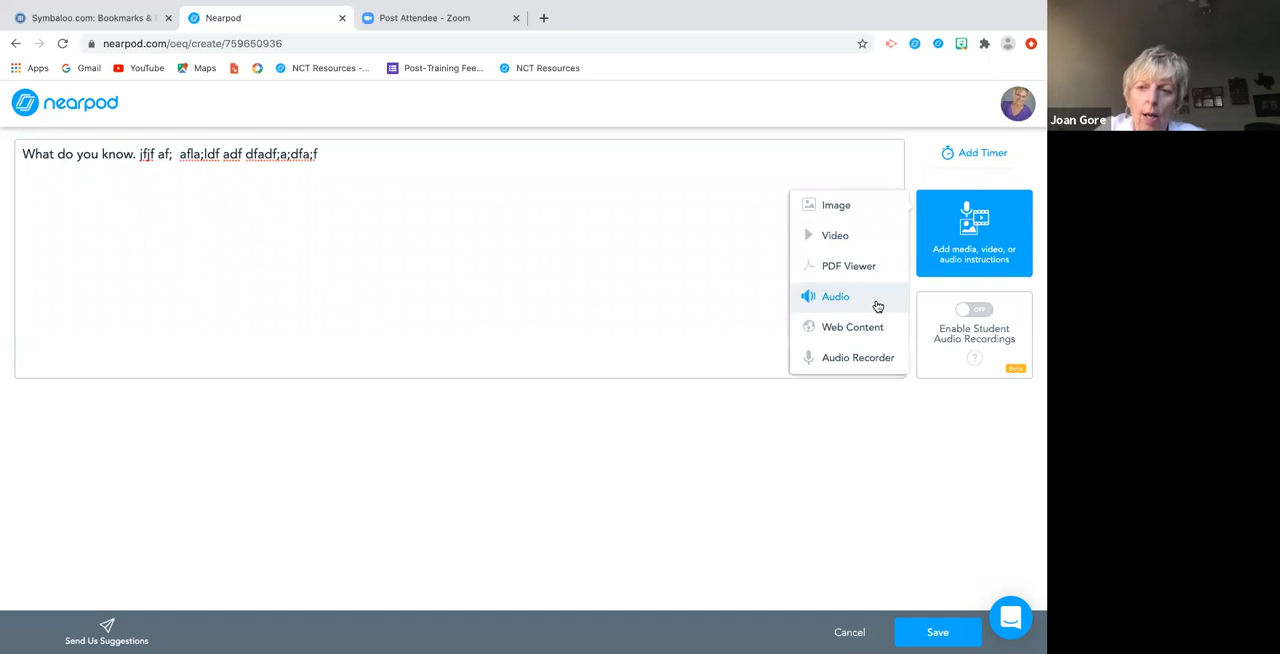 Symbaloo.com: Bookmarks &
Nearpod
Post Attendee - Zoom
nearpod.com/oeq/create/759650936
Apps
Gmail
YouTube
Maps
NCT Resources -...
Post-Training Fee...
NCT Resources
nearpod
Joan Gore
What do you know. jfjf af;  afla;ldf adf dfadf;a;dfa;f
Add Timer
Image
Video
PDF Viewer
Audio
Web Content
Audio Recorder
Add media, video, or
audio instructions
OFF
Enable Student
Audio Recordings
?
Beta
Send Us Suggestions
Cancel
Save